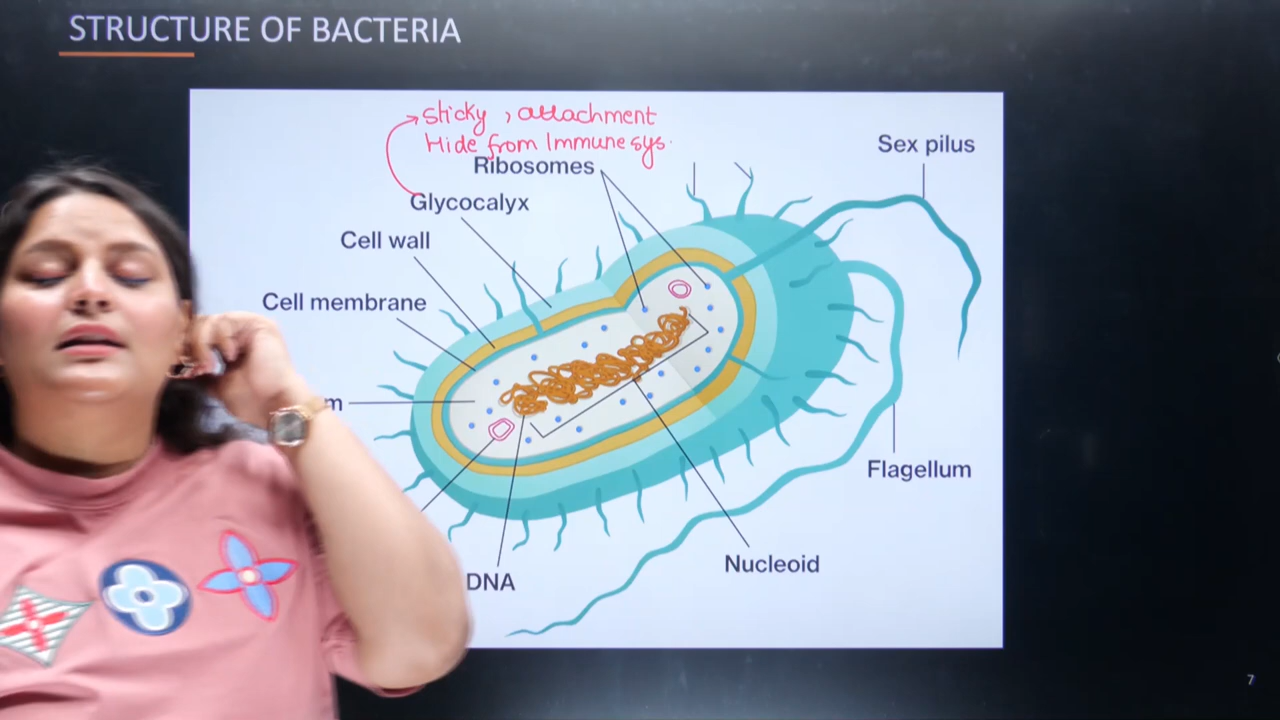 STRUCTURE OF BACTERIA
sticky, attachment
Hide from Immune sys.
Ribosomes
Sex pilus
Glycocalyx
Cell wall
Cell membrane
m
Flagellum
Nucleoid
DNA
7